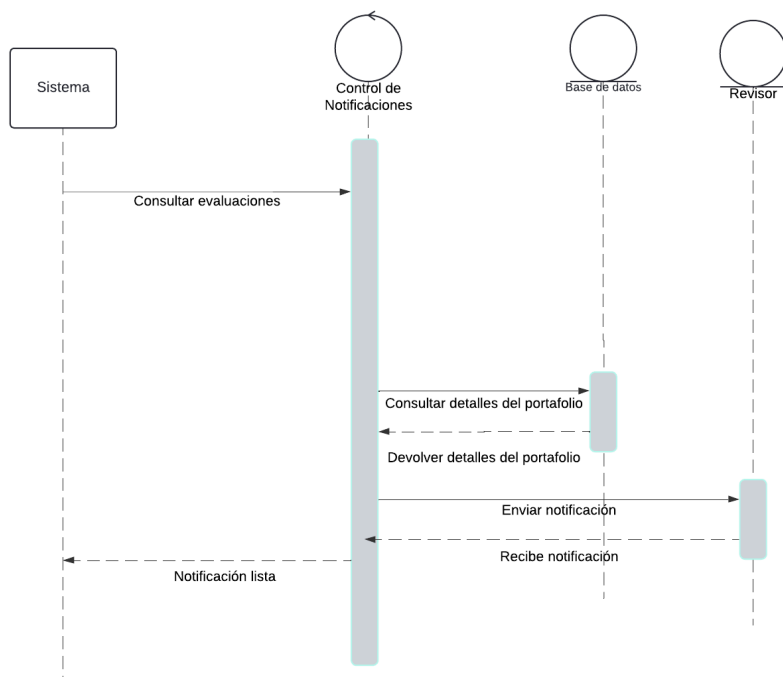 Sistema
Control de
Notificaciones
Base de datos
Revisor
Consultar evaluaciones
Consultar detalles del portafolio
Devolver detalles del portafolio
Enviar notificación
Recibe notificación
Notificación lista